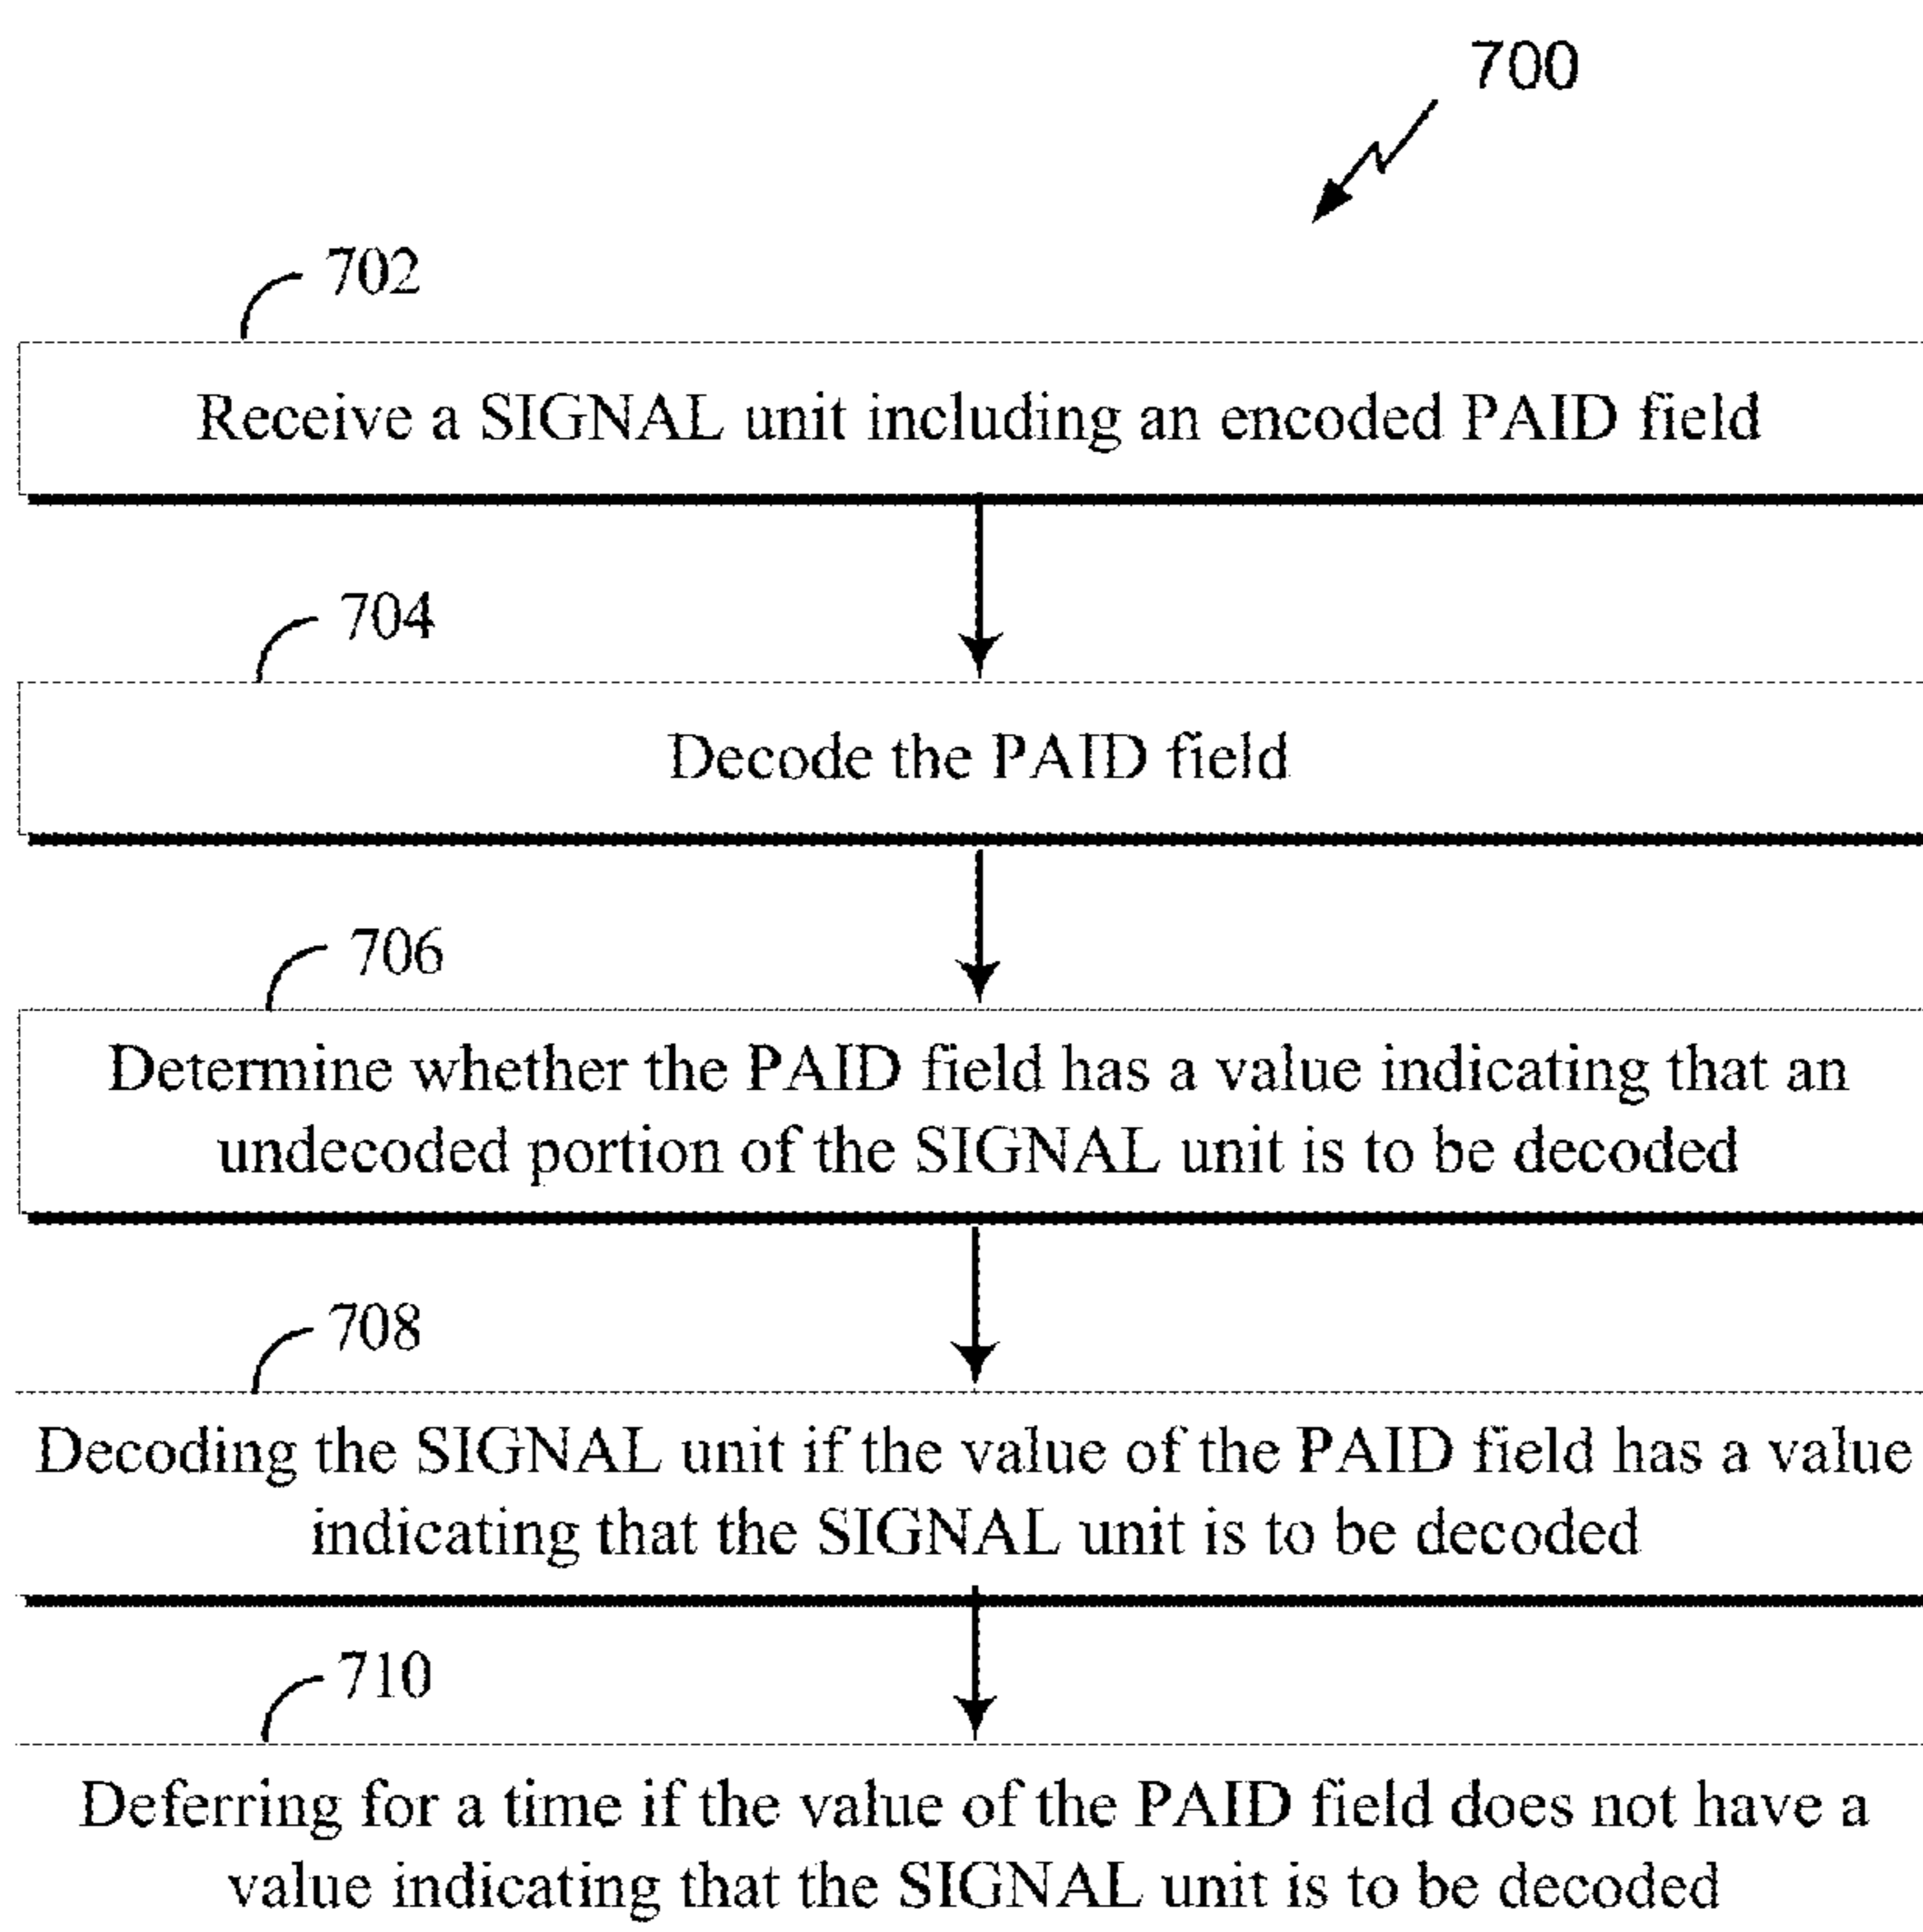 700
702
Receive a SIGNAL unit including an encoded PAID field
704
Decode the PAID field
706
Determine whether the PAID field has a value indicating that an
undecoded portion of the SIGNAL unit is to be decoded
708
Decoding the SIGNAL unit if the value of the PAID field has a value
indicating that the SIGNAL unit is to be decoded
710
Deferring for a time if the value of the PAID field does not have a
value indicating that the SIGNAL unit is to be decoded